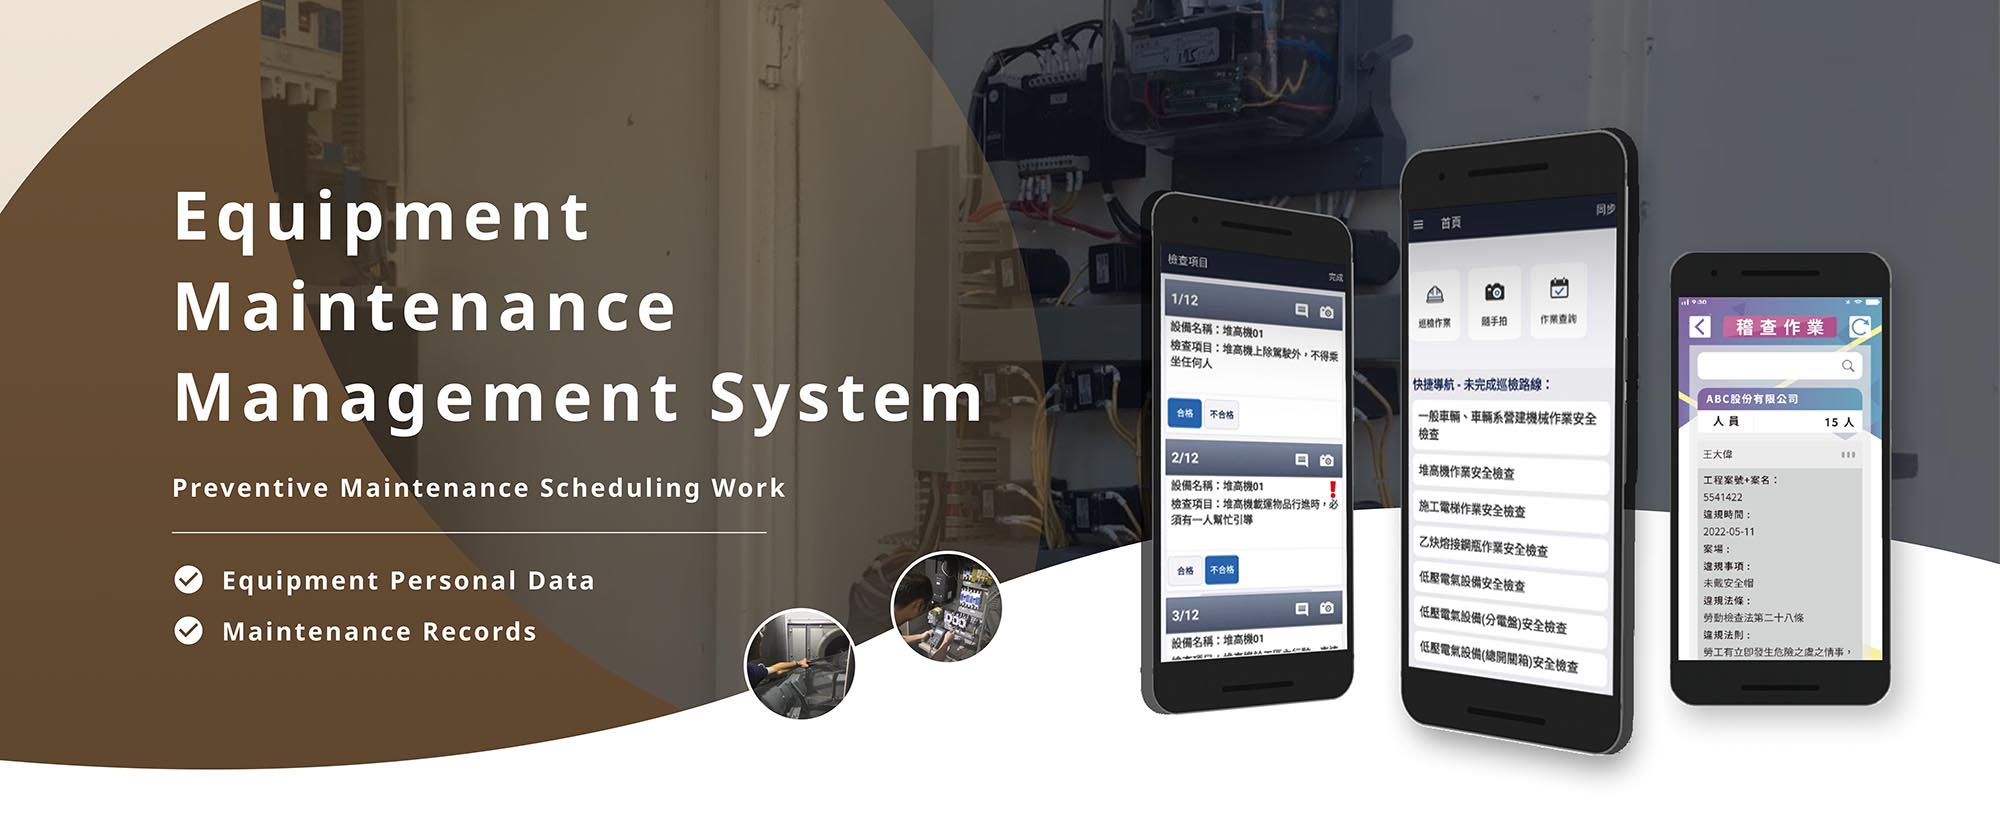 Equipment
Maintenance
Management System
Preventive Maintenance Scheduling Work
Equipment Personal Data
Maintenance Records
檢查項目
完成
1/12
設備名稱：堆高機01
檢查項目：堆高機上除駕駛外，不得乘
坐任何人
合格 不合格
2/12
設備名稱：堆高機01
檢查項目：堆高機載運物品行進時，必
須有一人幫忙引導
合格 不合格
3/12
設備名稱：堆高機01
首頁 同步
巡檢作業 隨手拍 作業查詢
快捷導航 - 未完成巡檢路線：
一般車輛、車輛系營建機械作業安全
檢查
堆高機作業安全檢查
施工電梯作業安全檢查
乙炔熔接鋼瓶作業安全檢查
低壓電氣設備安全檢查
低壓電氣設備(分電盤)安全檢查
低壓電氣設備(總開關箱)安全檢查
9:30
稽查作業
ABC股份有限公司
人員 15 人
王大偉
工程案號+案名：
5541422
違規時間：
2022-05-11
案場：
違規事項：
未戴安全帽
違規法條：
勞動檢查法第二十八條
違規法則：
勞工有立即發生危險之虞之情事，